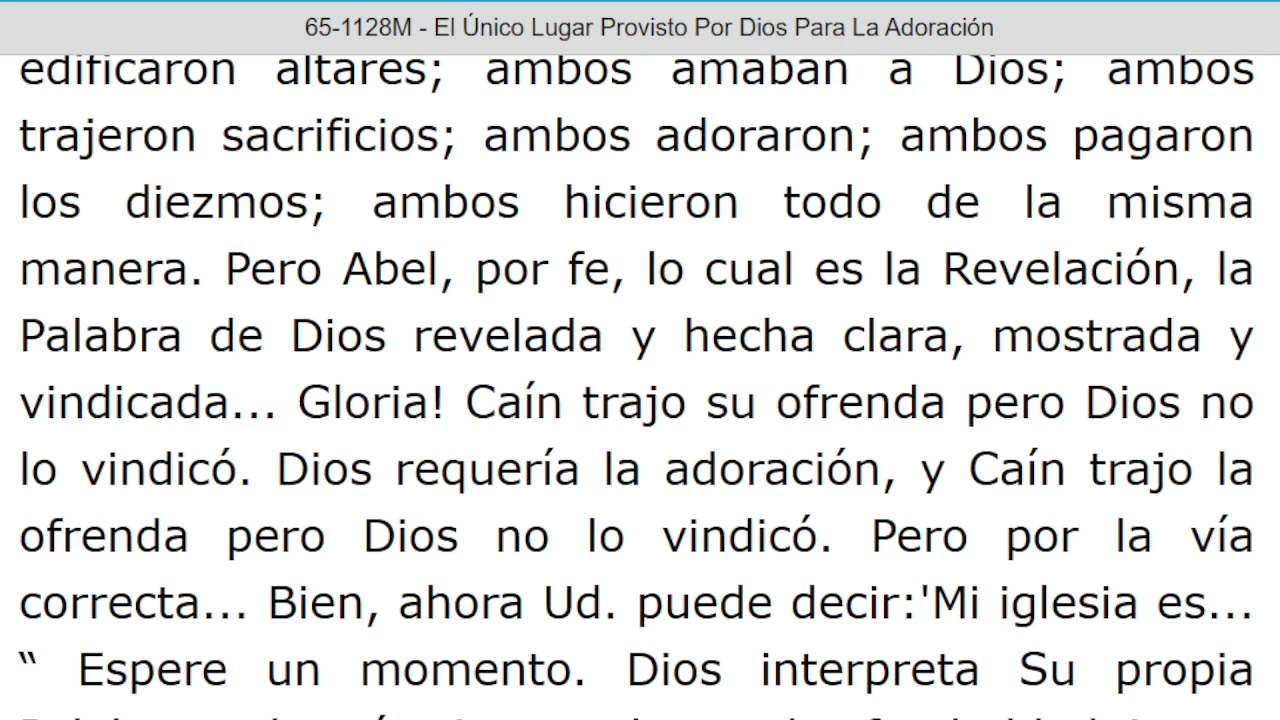 65-1128M - El Único Lugar Provisto Por Dios Para La Adoración
edificaron altares; ambos amaban a Dios; ambos
trajeron sacrificios; ambos adoraron; ambos pagaron
los diezmos; ambos hicieron todo de la misma
manera. Pero Abel, por fe, lo cual es la Revelación, la
Palabra de Dios revelada y hecha clara, mostrada y
vindicada... Gloria! Caín trajo su ofrenda pero Dios no
lo vindicó. Dios requería la adoración, y Caín trajo la
ofrenda pero Dios no lo vindicó. Pero por la vía
correcta... Bien, ahora Ud. puede decir:'Mi iglesia es...
“ Espere un momento. Dios interpreta Su propia